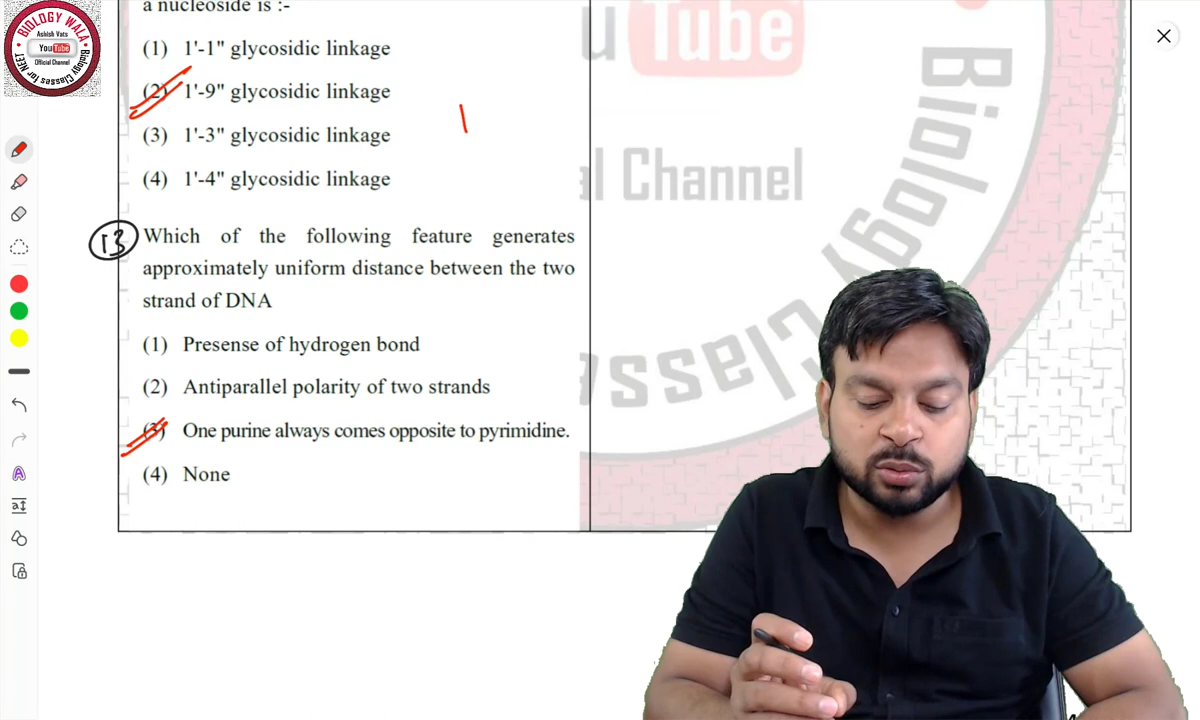 BIOLOGY WALA
Ashish Vats
YouTube
Official Channel
Biology Classes for NEET
a nucleoside is :-
(1) 1'-1" glycosidic linkage
(2) 1'-9" glycosidic linkage
(3) 1'-3" glycosidic linkage
(4) 1'-4" glycosidic linkage
13
Which of the following feature generates
approximately uniform distance between the two
strand of DNA
(1) Presense of hydrogen bond
(2) Antiparallel polarity of two strands
(3) One purine always comes opposite to pyrimidine.
(4) None
u Tube
al Channel
Biology Classes